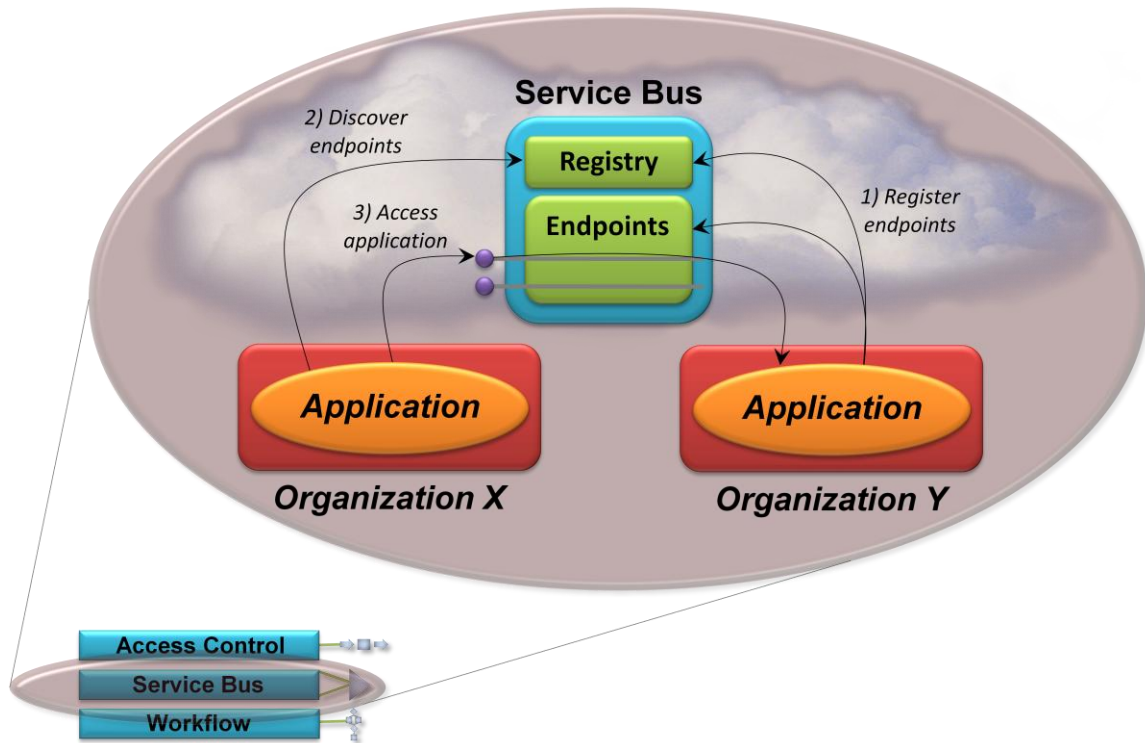 Service Bus
2) Discover
endpoints
Registry
1) Register
endpoints
3) Access
application
Endpoints
Application
Application
Organization X
Organization Y
Access Control
Service Bus
Workflow